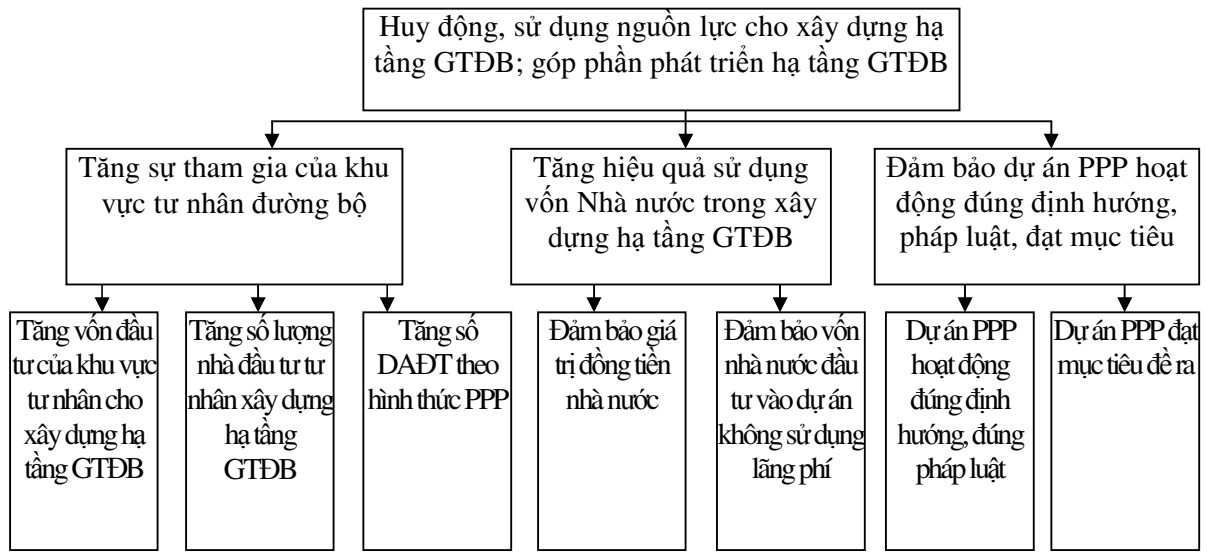 Huy động, sử dụng nguồn lực cho xây dựng hạ
tầng GTĐB; góp phần phát triển hạ tầng GTĐB
Tăng sự tham gia của khu
vực tư nhân đường bộ
Tăng hiệu quả sử dụng
vốn Nhà nước trong xây
dựng hạ tầng GTĐB
Đảm bảo dự án PPP hoạt
động đúng định hướng,
pháp luật, đạt mục tiêu
Tăng vốn đầu
tư của khu vực
tư nhân cho
xây dựng hạ
tầng GTĐB
Tăng số lượng
nhà đầu tư tư
nhân xây dựng
hạ tầng
GTĐB
Tăng số
DAĐT theo
hình thức PPP
Đảm bảo giá
trị đồng tiền
nhà nước
Đảm bảo vốn
nhà nước đầu
tư vào dự án
không sử dụng
lãng phí
Dự án PPP
hoạt động
đúng định
hướng, đúng
pháp luật
Dự án PPP đạt
mục tiêu đề ra